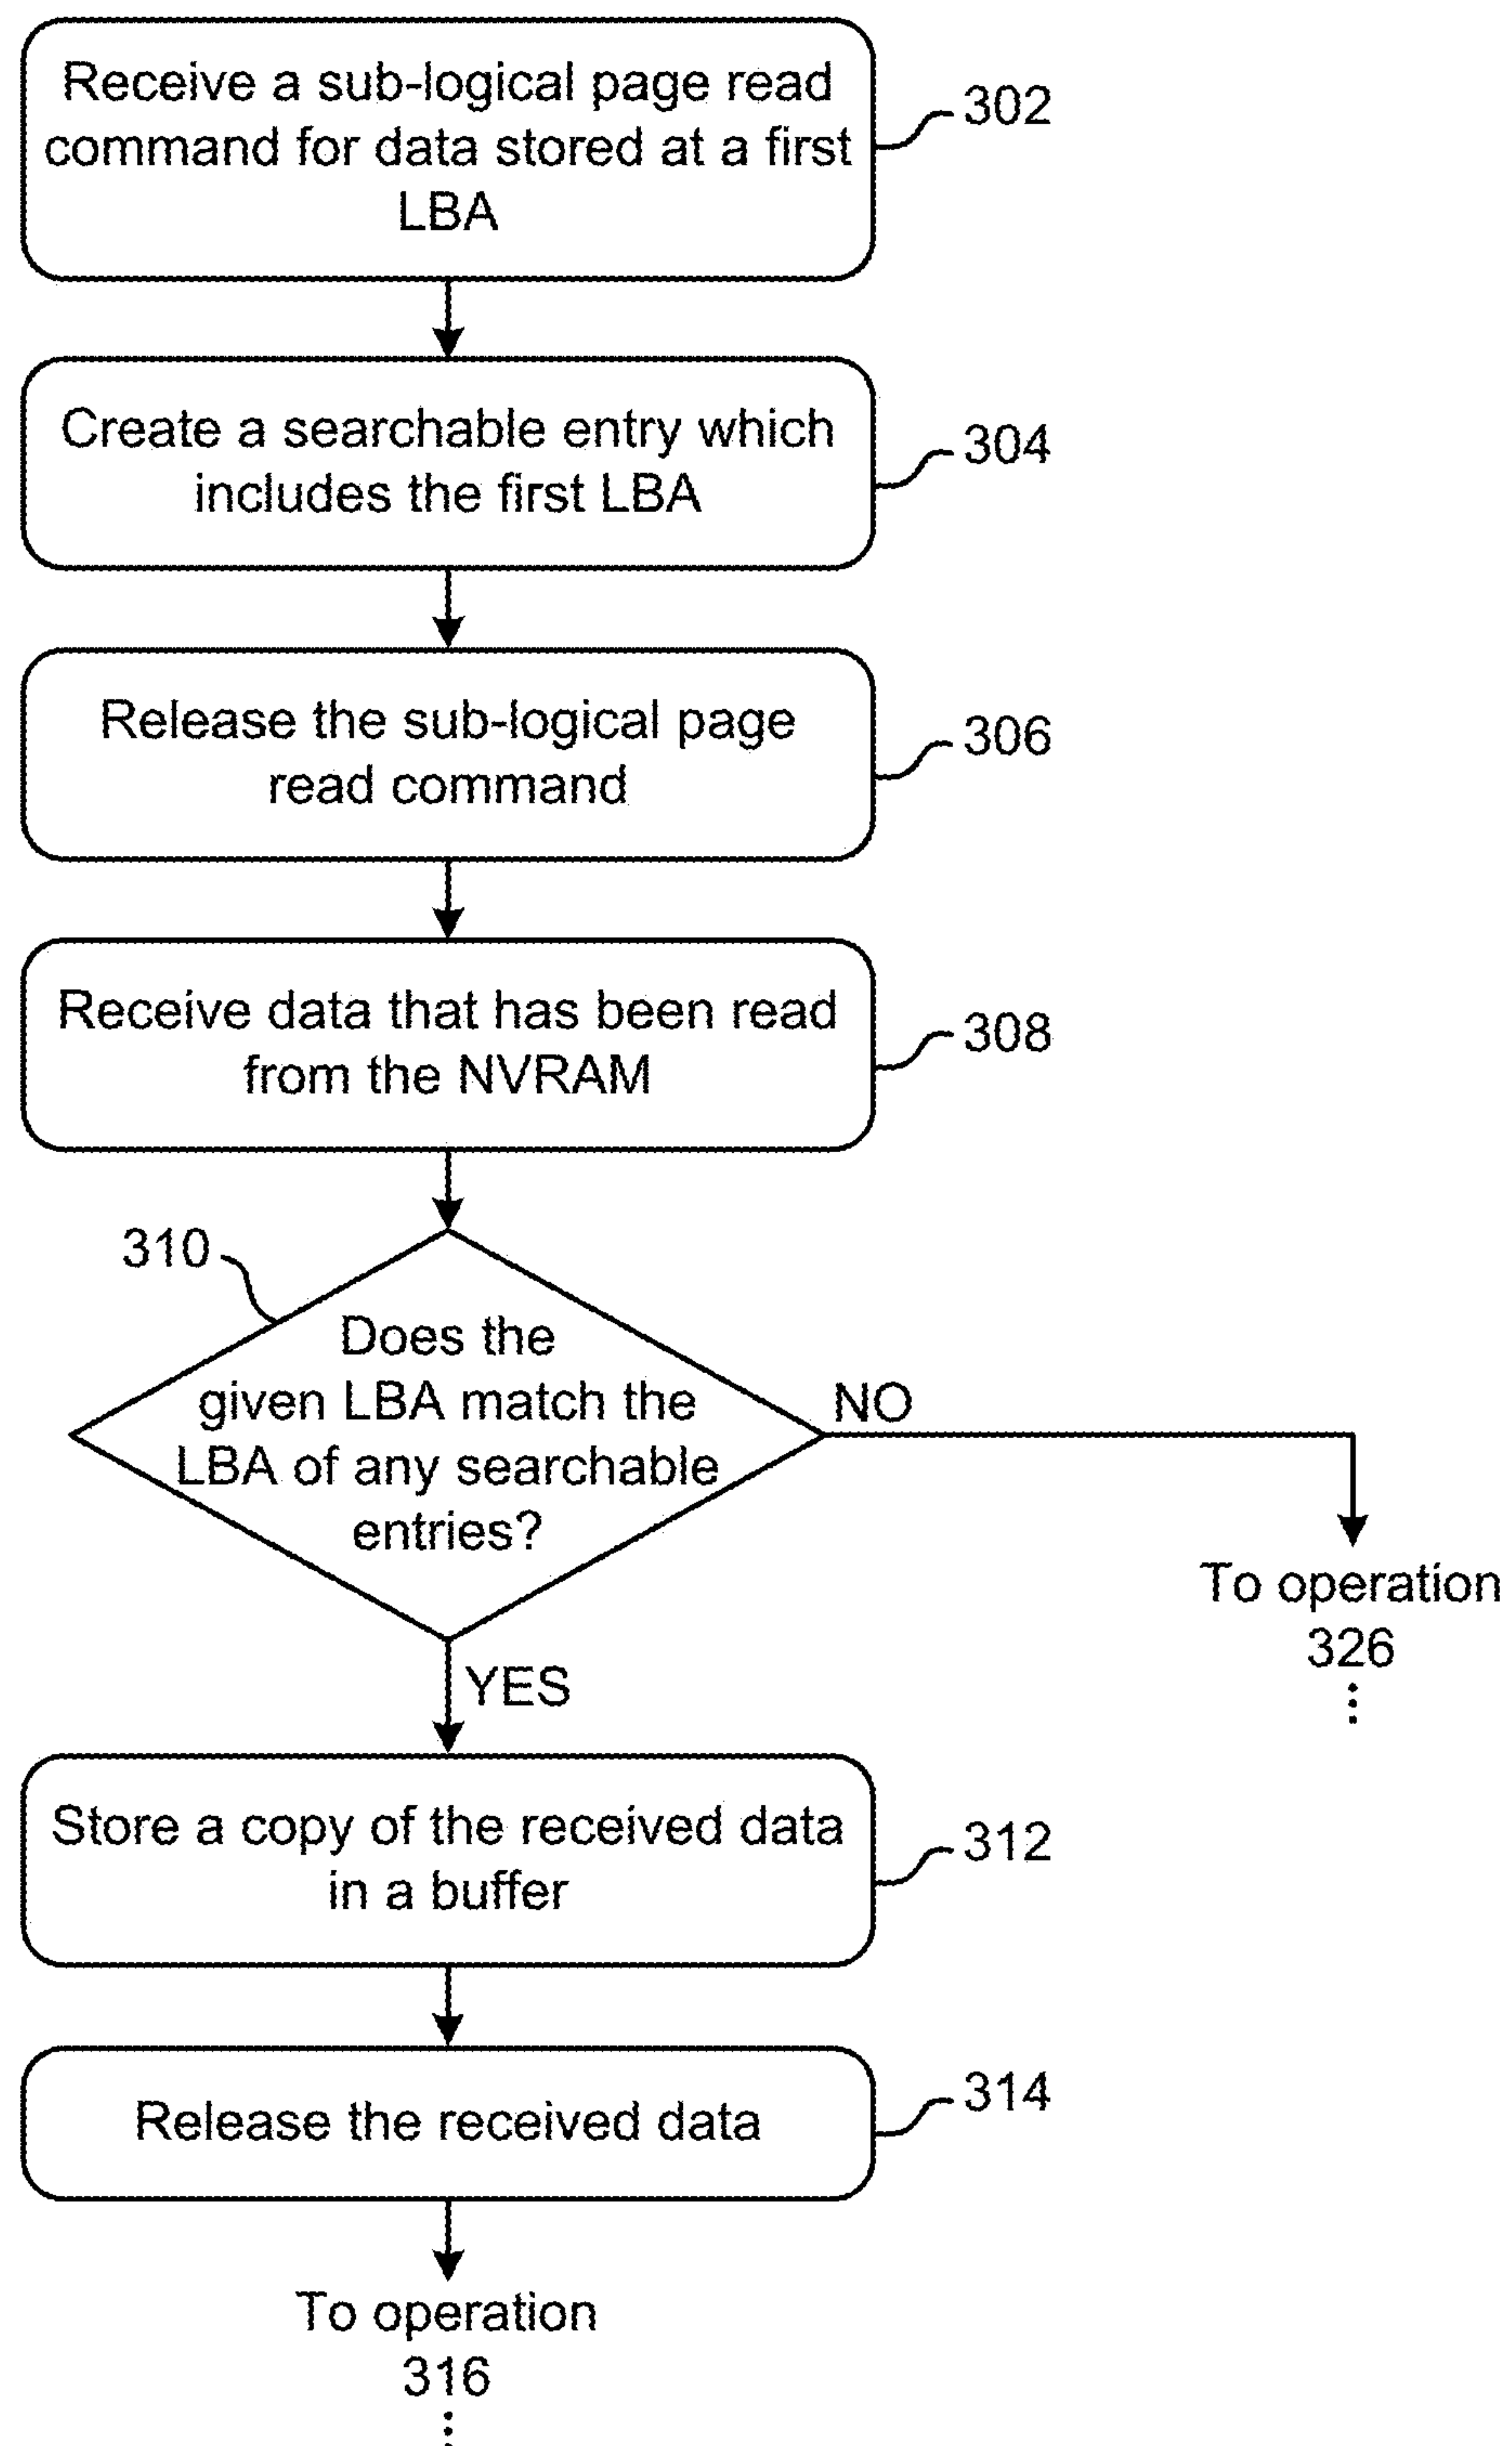 Receive a sub-logical page read
command for data stored at a first
LBA
302
Create a searchable entry which
includes the first LBA
304
Release the sub-logical page
read command
306
Receive data that has been read
from the NVRAM
308
310
Does the
given LBA match the
LBA of any searchable
entries?
NO
To operation
326
⋮
YES
Store a copy of the received data
in a buffer
312
Release the received data
314
To operation
316
⋮